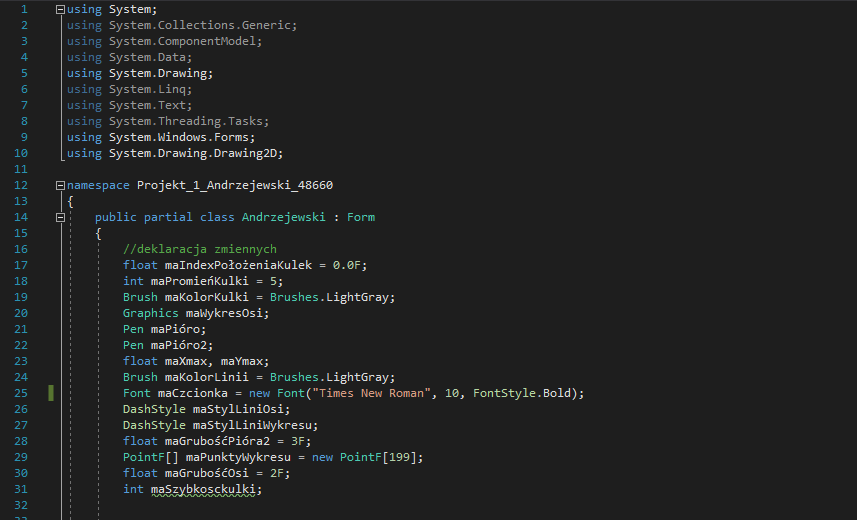 1 using System;
2 using System.Collections.Generic;
3 using System.ComponentModel;
4 using System.Data;
5 using System.Drawing;
6 using System.Linq;
7 using System.Text;
8 using System.Threading.Tasks;
9 using System.Windows.Forms;
10 using System.Drawing.Drawing2D;
11
12 namespace Projekt_1_Andrzejewski_48660
13 {
14 public partial class Andrzejewski : Form
15 {
16 //deklaracja zmiennych
17 float maIndexPołożeniaKulek = 0.0F;
18 int maPromieńKulki = 5;
19 Brush maKolorKulki = Brushes.LightGray;
20 Graphics maWykresOsi;
21 Pen maPióro;
22 Pen maPióro2;
23 float maXmax, maYmax;
24 Brush maKolorLinii = Brushes.LightGray;
25 Font maCzcionka = new Font("Times New Roman", 10, FontStyle.Bold);
26 DashStyle maStylLiniOsi;
27 DashStyle maStylLiniWykresu;
28 float maGrubośćPióra2 = 3F;
29 PointF[] maPunktyWykresu = new PointF[199];
30 float maGrubośćOsi = 2F;
31 int maSzybkosckulki;
32